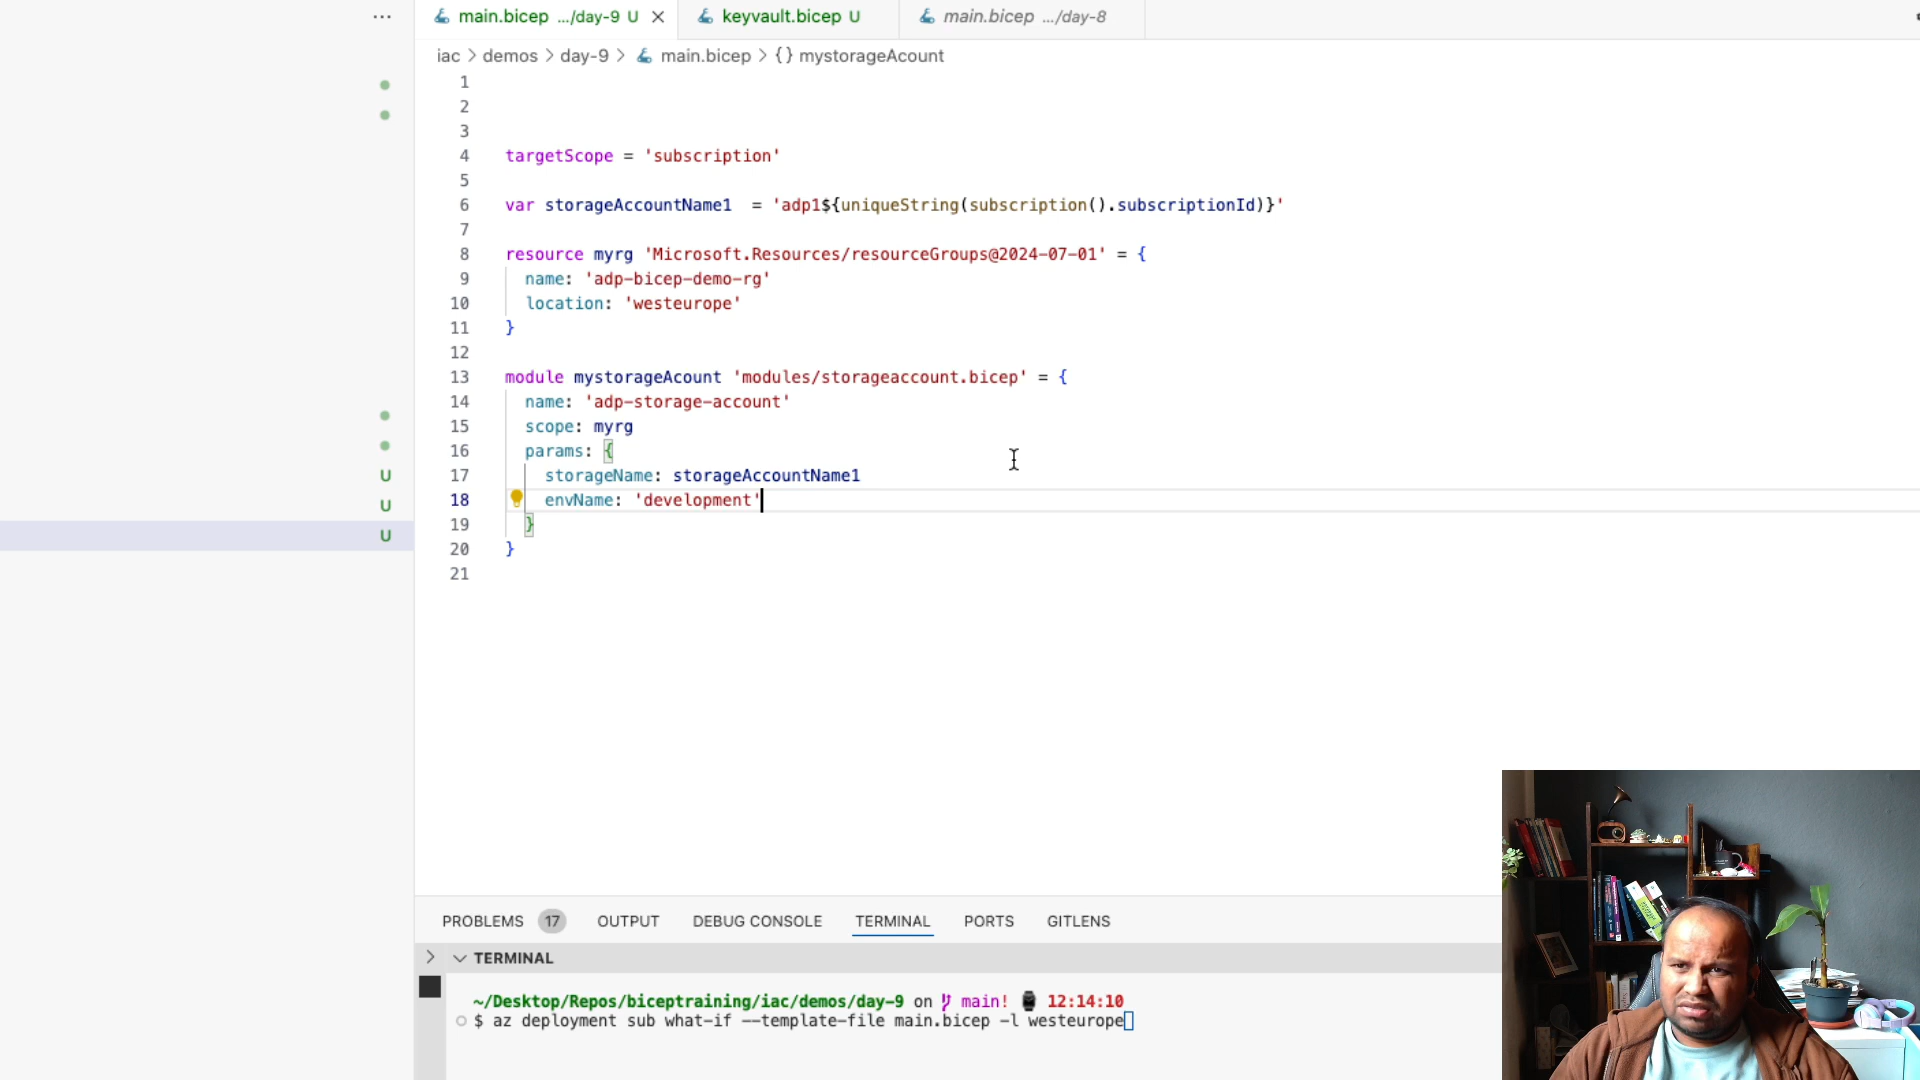 main.bicep .../day-9 U
keyvault.bicep U
main.bicep .../day-8
iac > demos > day-9 > main.bicep > {} mystorageAcount
1
2
3
4 targetScope = 'subscription'
5
6 var storageAccountName1  = 'adp1${uniqueString(subscription().subscriptionId)}'
7
8 resource myrg 'Microsoft.Resources/resourceGroups@2024-07-01' = {
9 name: 'adp-bicep-demo-rg'
10 location: 'westeurope'
11 }
12
13 module mystorageAcount 'modules/storageaccount.bicep' = {
14 name: 'adp-storage-account'
15 scope: myrg
16 params: {
17 storageName: storageAccountName1
18 envName: 'development'
19 }
20 }
21
U
U
U
PROBLEMS 17 OUTPUT DEBUG CONSOLE TERMINAL PORTS GITLENS
TERMINAL
~/Desktop/Repos/biceptraining/iac/demos/day-9 on main! 12:14:10
$ az deployment sub what-if --template-file main.bicep -l westeurope